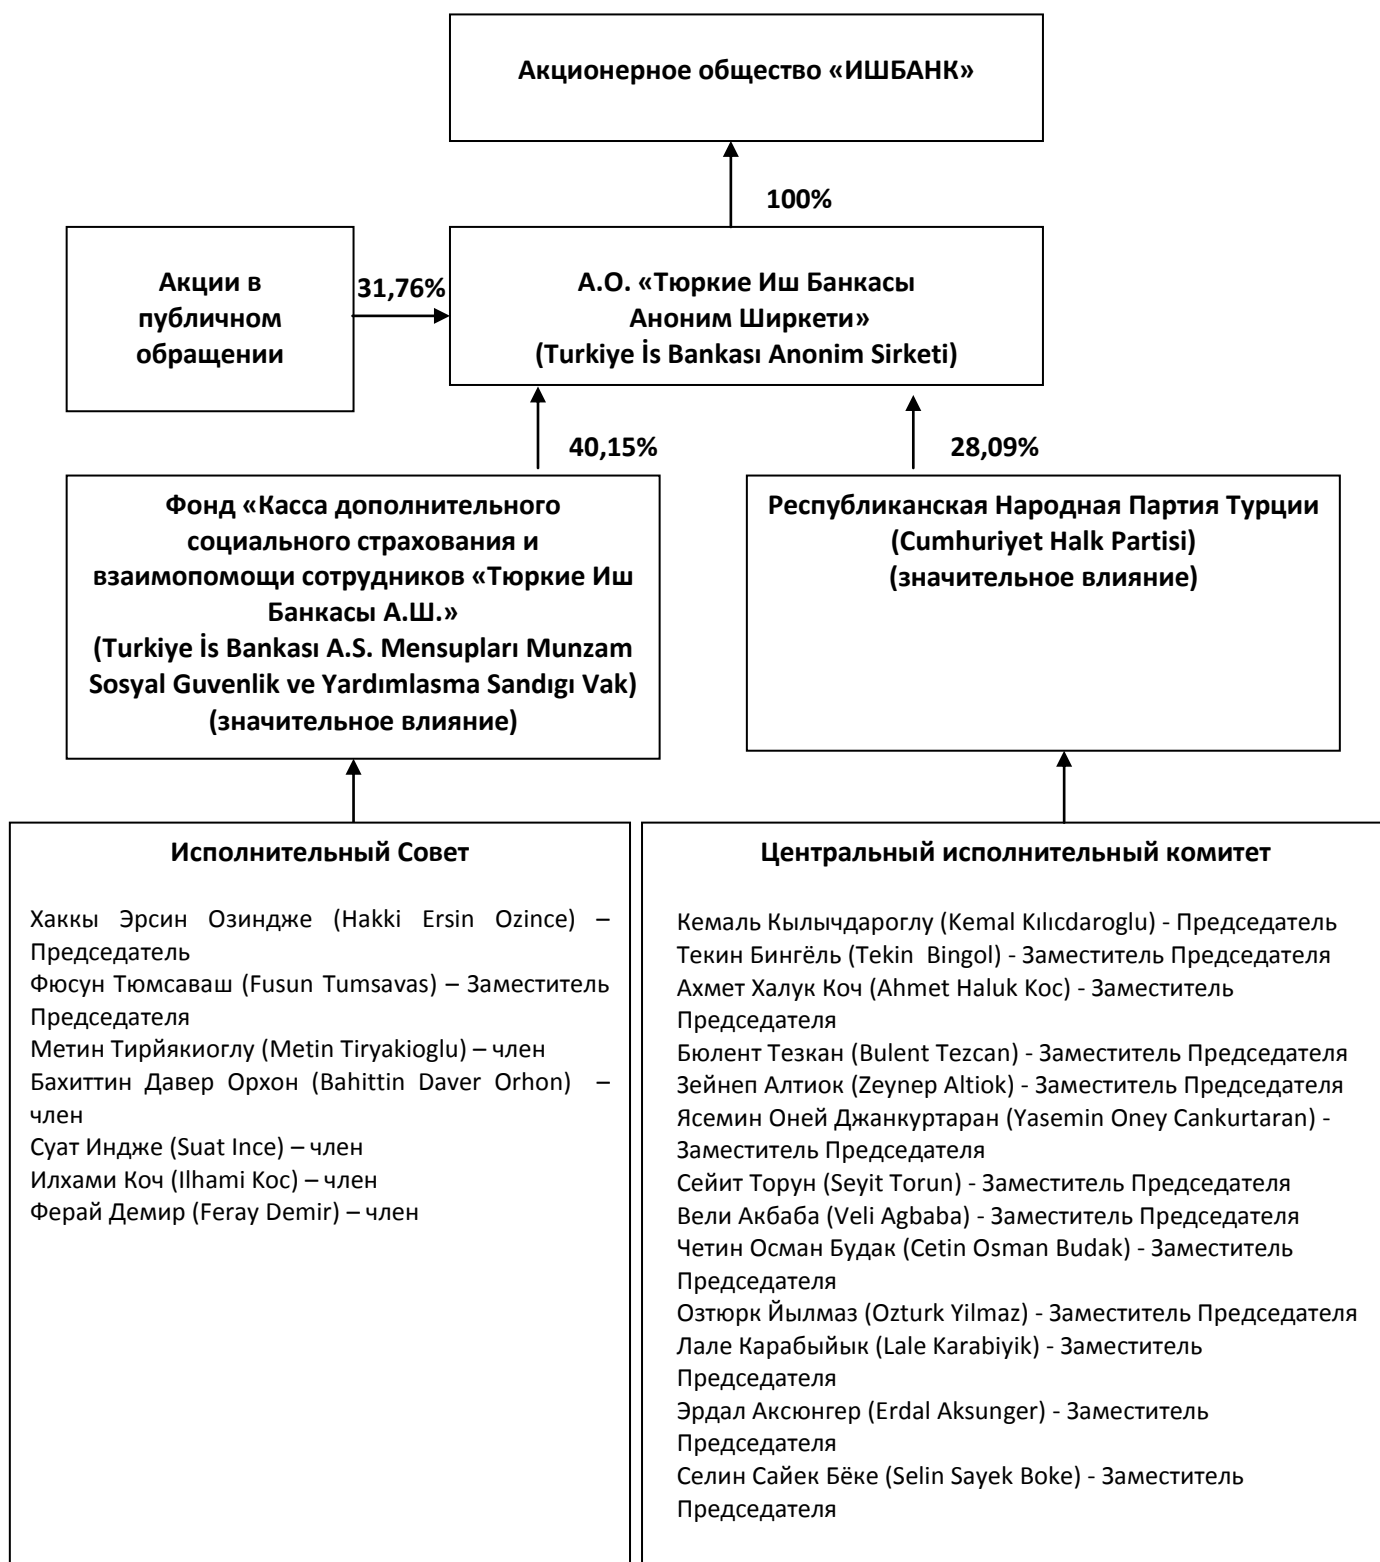 Акционерное общество «ИШБАНК»
100%
Акции в
публичном
обращении
31,76%
А.О. «Тюркие Иш Банкасы
Аноним Ширкети»
(Turkiye İs Bankası Anonim Sirketi)
40,15%
28,09%
Фонд «Касса дополнительного
социального страхования и
взаимопомощи сотрудников «Тюркие Иш
Банкасы А.Ш.»
(Turkiye İs Bankası A.S. Mensupları Munzam
Sosyal Guvenlik ve Yardımlasma Sandıgı Vak)
(значительное влияние)
Республиканская Народная Партия Турции
(Cumhuriyet Halk Partisi)
(значительное влияние)
Исполнительный Совет
Хаккы Эрсин Озиндже (Hakki Ersin Ozince) –
Председатель
Фюсун Тюмсаваш (Fusun Tumsavas) – Заместитель
Председателя
Метин Тирйякиоглу (Metin Tiryakioglu) – член
Бахиттин Давер Орхон (Bahittin Daver Orhon) –
член
Суат Индже (Suat Ince) – член
Илхами Коч (Ilhami Koc) – член
Ферай Демир (Feray Demir) – член
Центральный исполнительный комитет
Кемаль Кылычдароглу (Kemal Kılıcdaroglu) - Председатель
Текин Бингёль (Tekin Bingol) - Заместитель Председателя
Ахмет Халук Коч (Ahmet Haluk Koc) - Заместитель
Председателя
Бюлент Тезкан (Bulent Tezcan) - Заместитель Председателя
Зейнеп Алтиок (Zeynep Altiok) - Заместитель Председателя
Ясемин Оней Джанкуртаран (Yasemin Oney Cankurtaran) -
Заместитель Председателя
Сейит Торун (Seyit Torun) - Заместитель Председателя
Вели Акбаба (Veli Agbaba) - Заместитель Председателя
Четин Осман Будак (Cetin Osman Budak) - Заместитель
Председателя
Озтюрк Йылмаз (Ozturk Yilmaz) - Заместитель Председателя
Лале Карабыйык (Lale Karabiyik) - Заместитель
Председателя
Эрдал Аксюнгер (Erdal Aksunger) - Заместитель
Председателя
Селин Сайек Бёке (Selin Sayek Boke) - Заместитель
Председателя